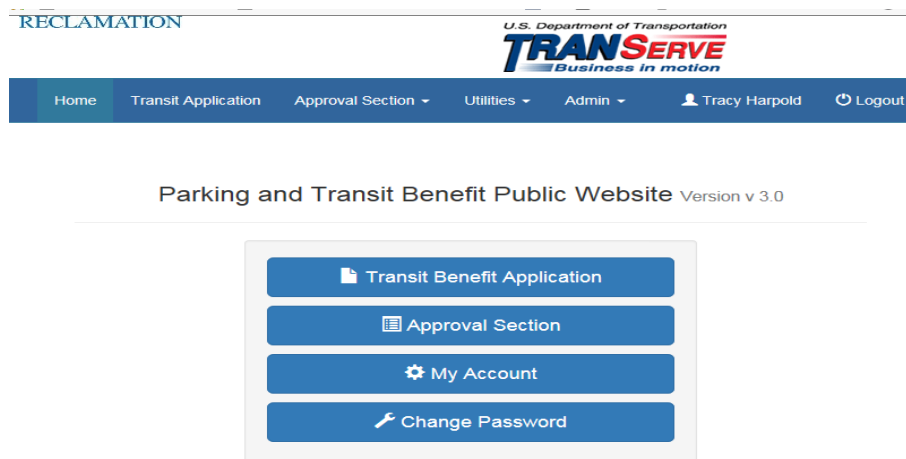 RECLAMATION
U.S. Department of Transportation
TRANSERVE
Business in motion
Home Transit Application Approval Section Utilities Admin Tracy Harpold Logout
Parking and Transit Benefit Public Website Version v 3.0
Transit Benefit Application
Approval Section
My Account
Change Password